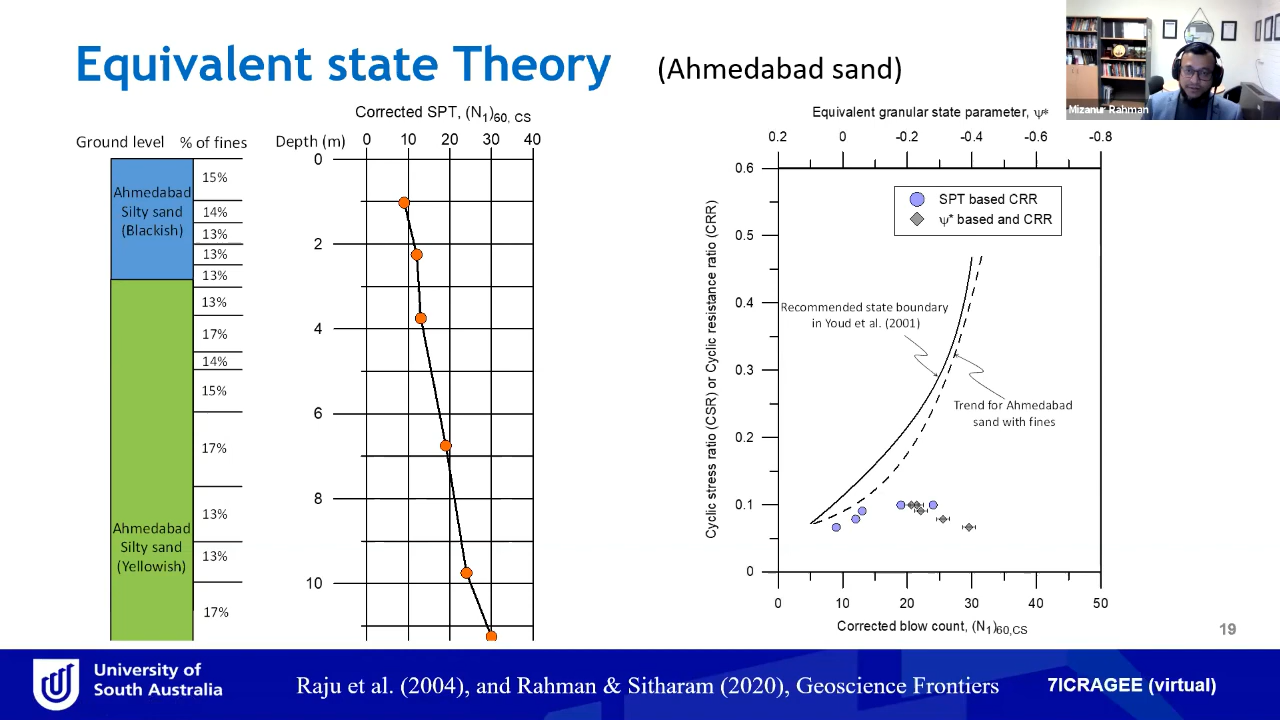 Equivalent state Theory (Ahmedabad sand)
Mizanur Rahman
Ground level % of fines
Ahmedabad
Silty sand
(Blackish)
Ahmedabad
Silty sand
(Yellowish)
15%
14%
13%
13%
13%
13%
17%
14%
15%
17%
13%
13%
17%
Corrected SPT, (N1)60, CS
Depth (m) 0 10 20 30 40
0
2
4
6
8
10
Equivalent granular state parameter, ψ*
0.2 0 -0.2 -0.4 -0.6 -0.8
Cyclic stress ratio (CSR) or Cyclic resistance ratio (CRR)
0.6
0.5
0.4
0.3
0.2
0.1
0
SPT based CRR
ψ* based and CRR
Recommended state boundary
in Youd et al. (2001)
Trend for Ahmedabad
sand with fines
0 10 20 30 40 50
Corrected blow count, (N1)60,CS
19
University of
South Australia
Raju et al. (2004), and Rahman & Sitharam (2020), Geoscience Frontiers
7ICRAGEE (virtual)